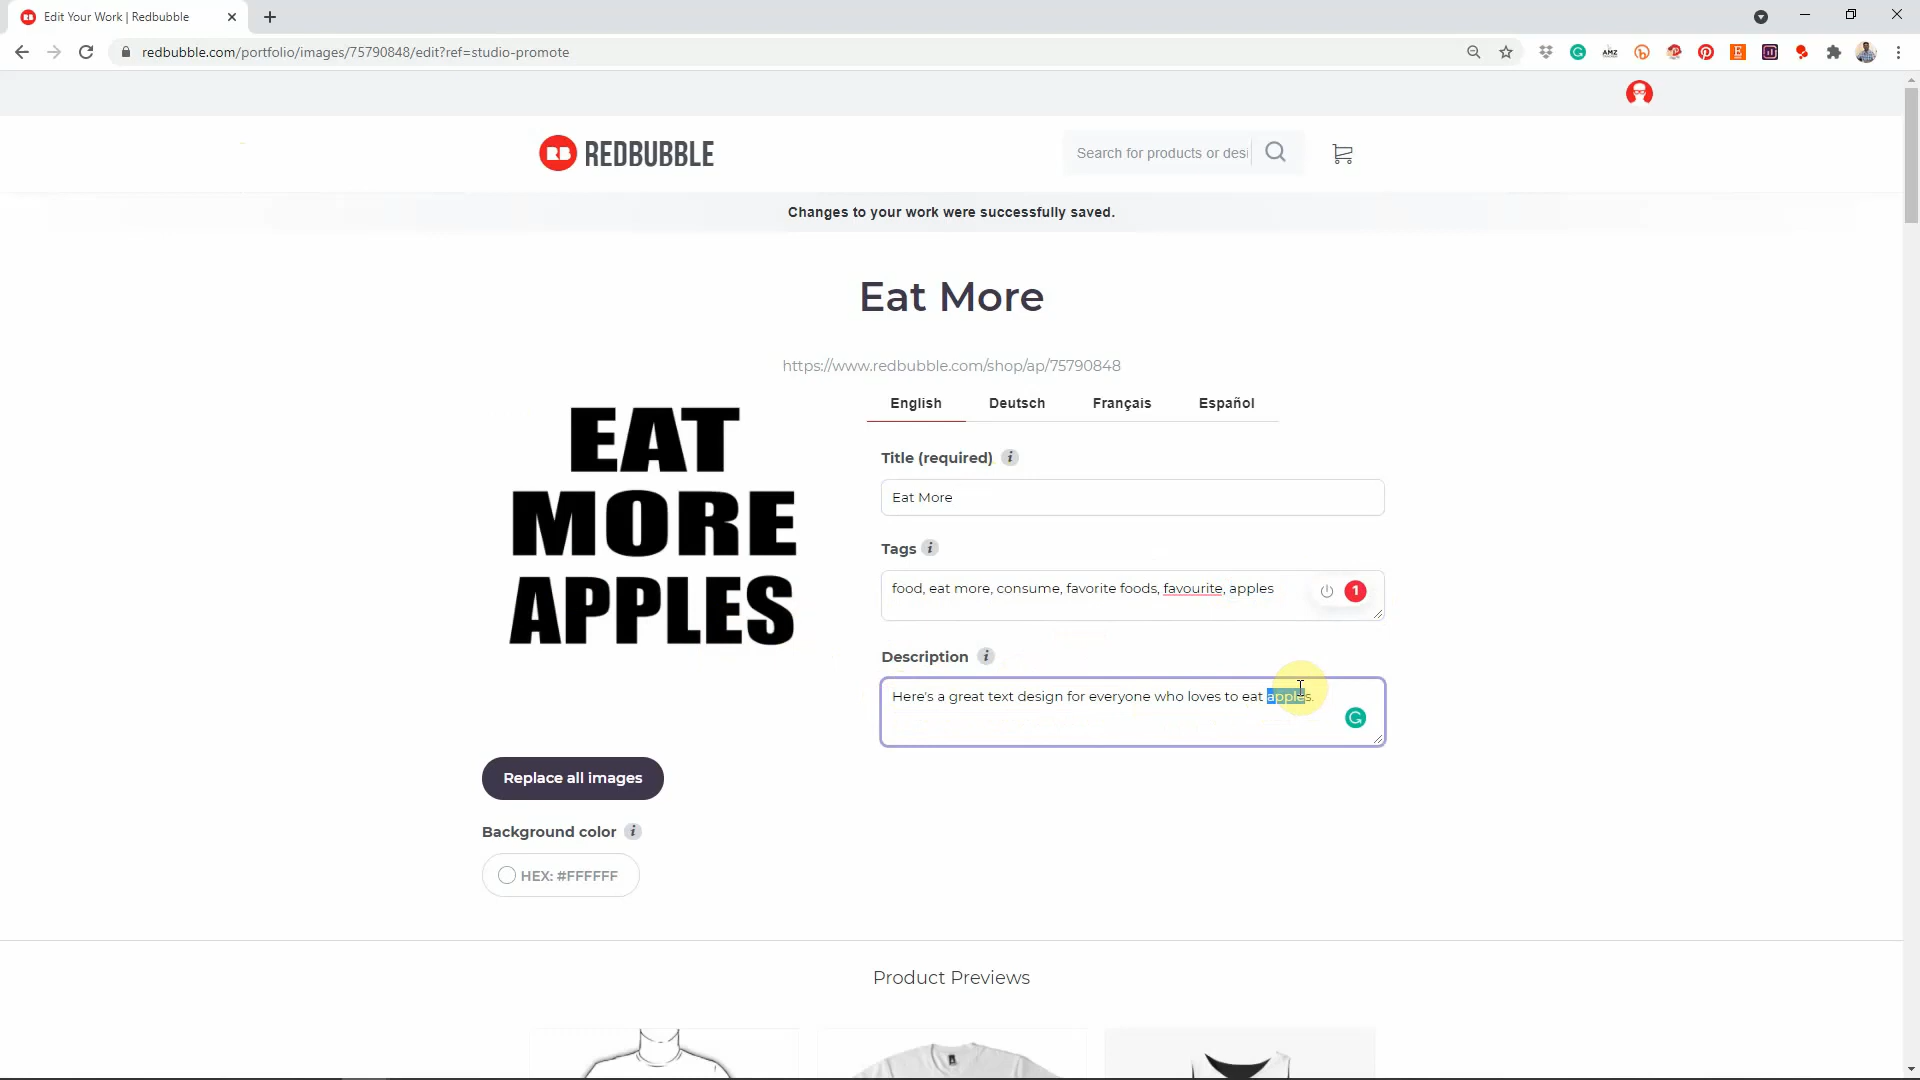 Edit Your Work | Redbubble
redbubble.com/portfolio/images/75790848/edit?ref=studio-promote
AMZ
RB REDBUBBLE
Search for products or desi
Changes to your work were successfully saved.
Eat More
https://www.redbubble.com/shop/ap/75790848
EAT
MORE
APPLES
English Deutsch Français Español
Title (required) i
Eat More
Tags i
food, eat more, consume, favorite foods, favourite, apples
1
Description i
Here's a great text design for everyone who loves to eat apples.
Replace all images
Background color i
HEX: #FFFFFF
Product Previews